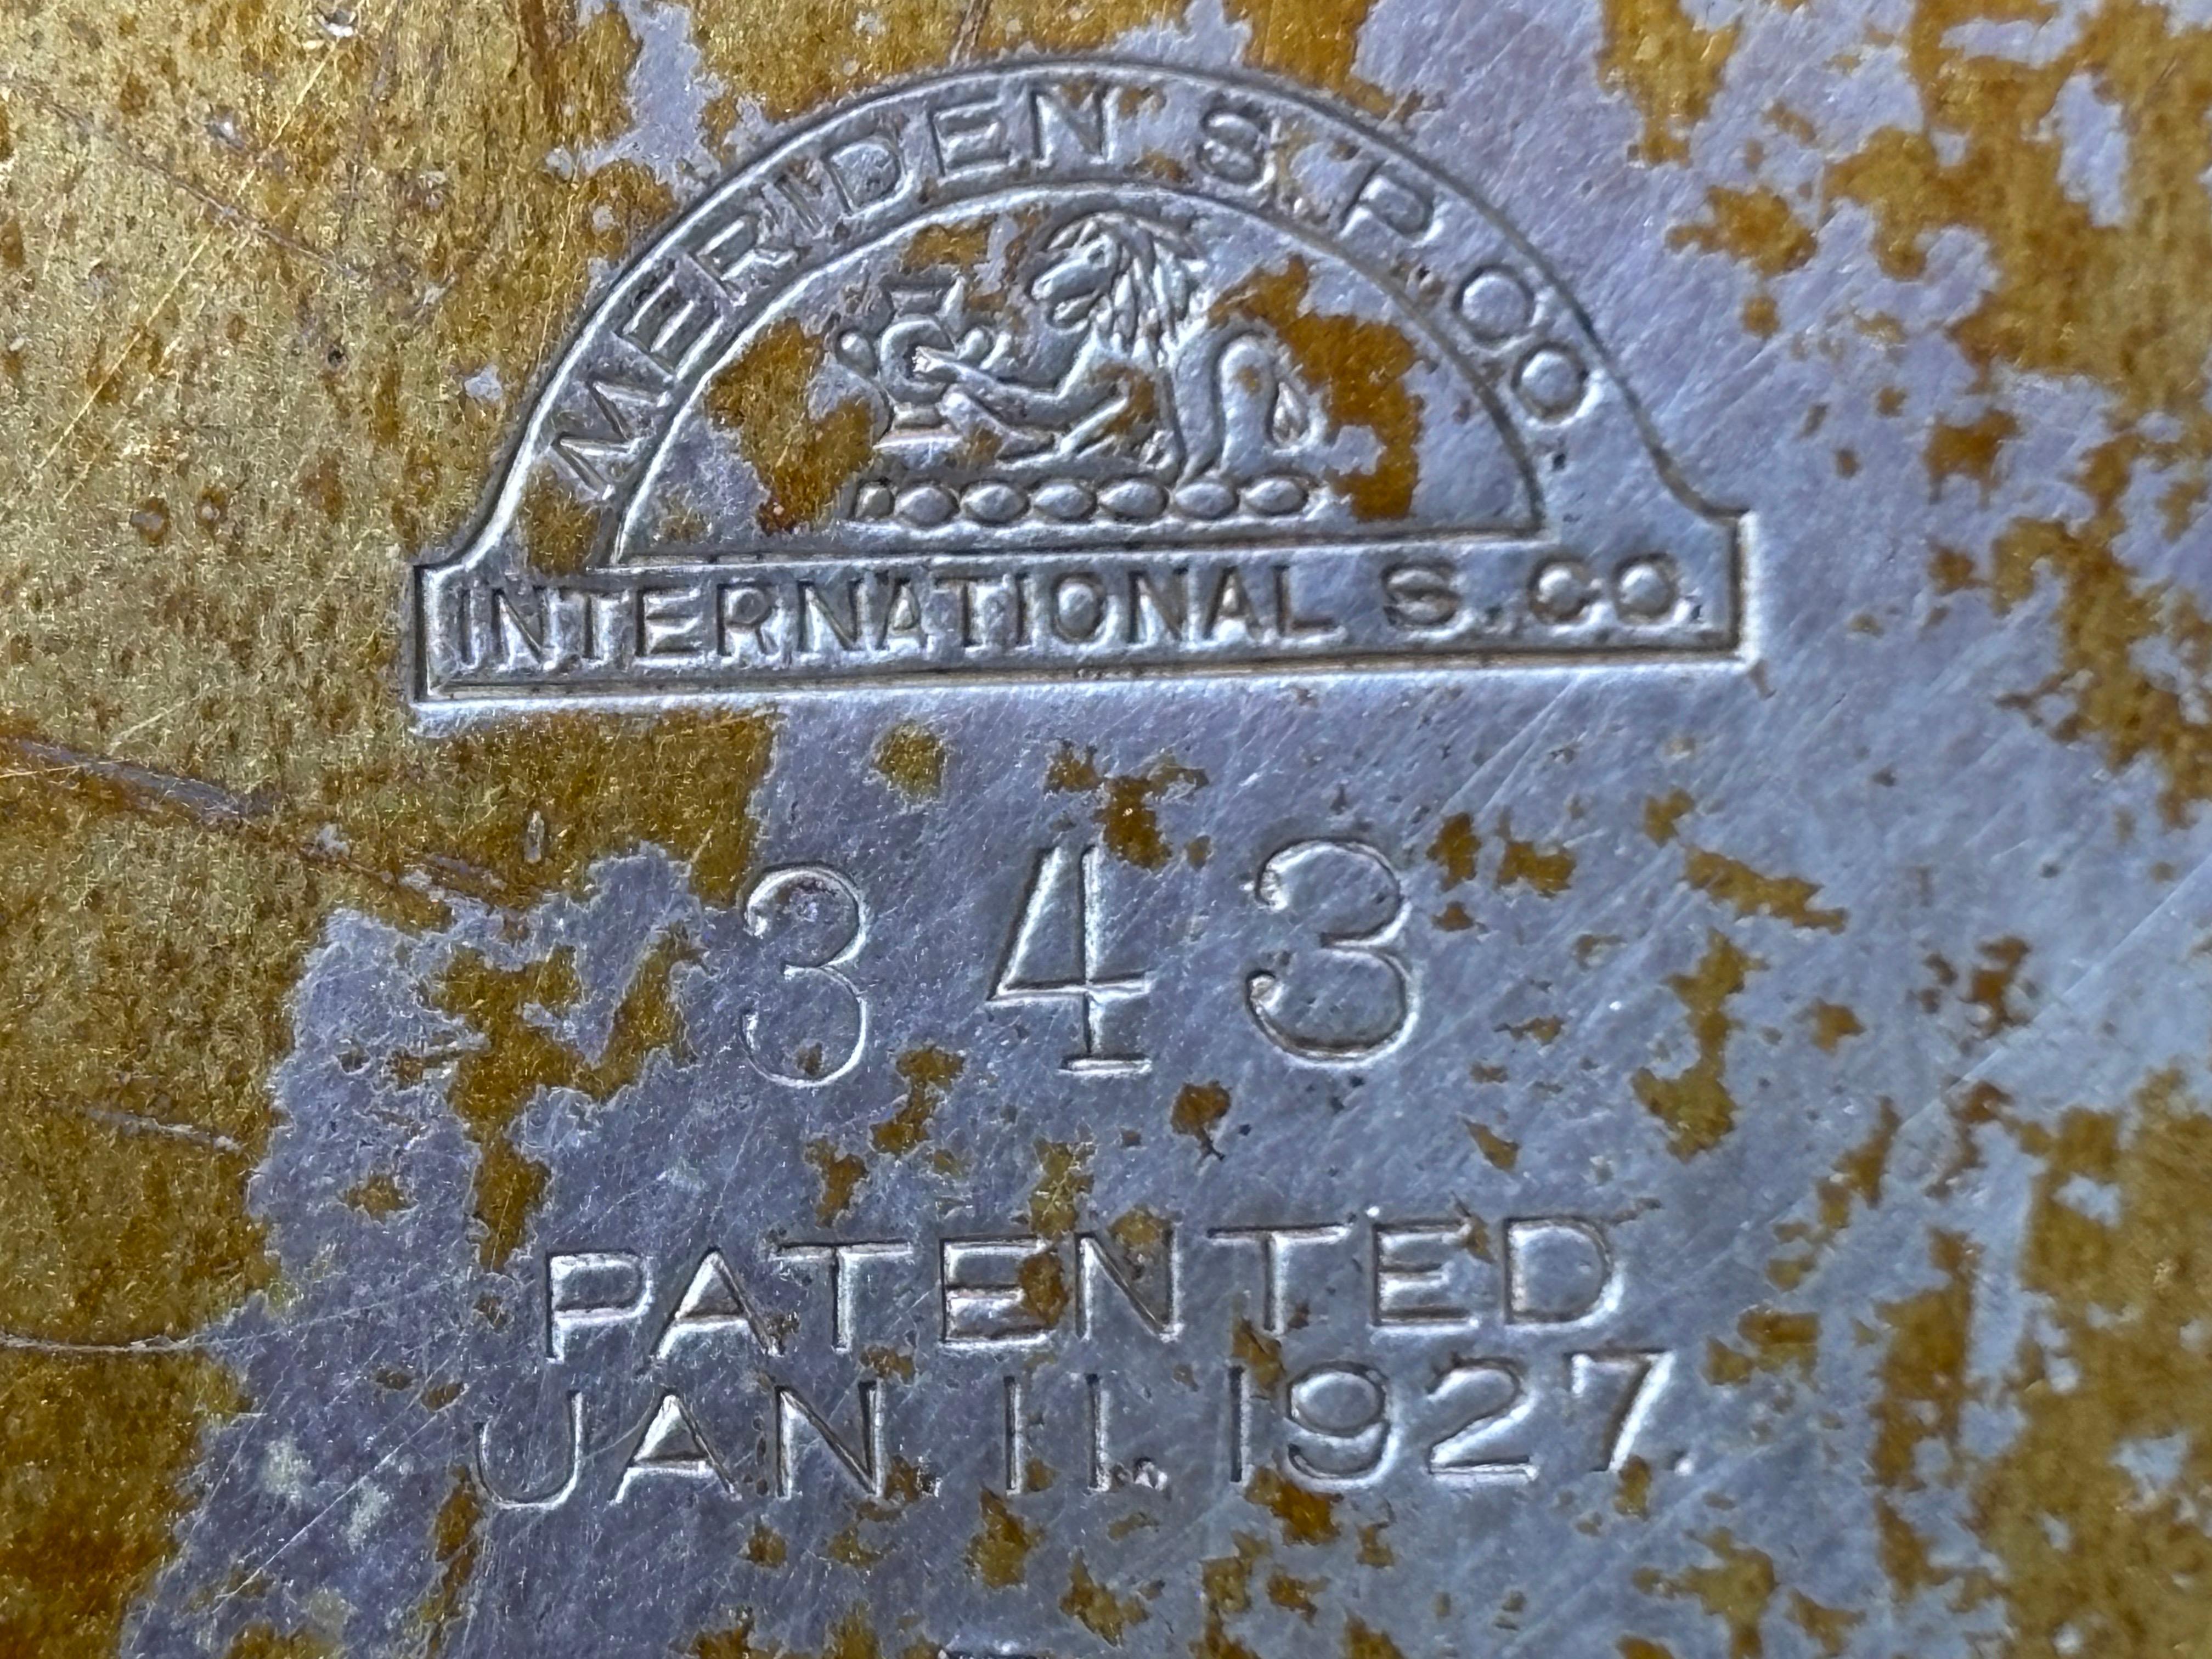 MERIDEN S. P. CO.
INTERNATIONAL S. CO.
343
PATENTED
JAN. 11. 1927.